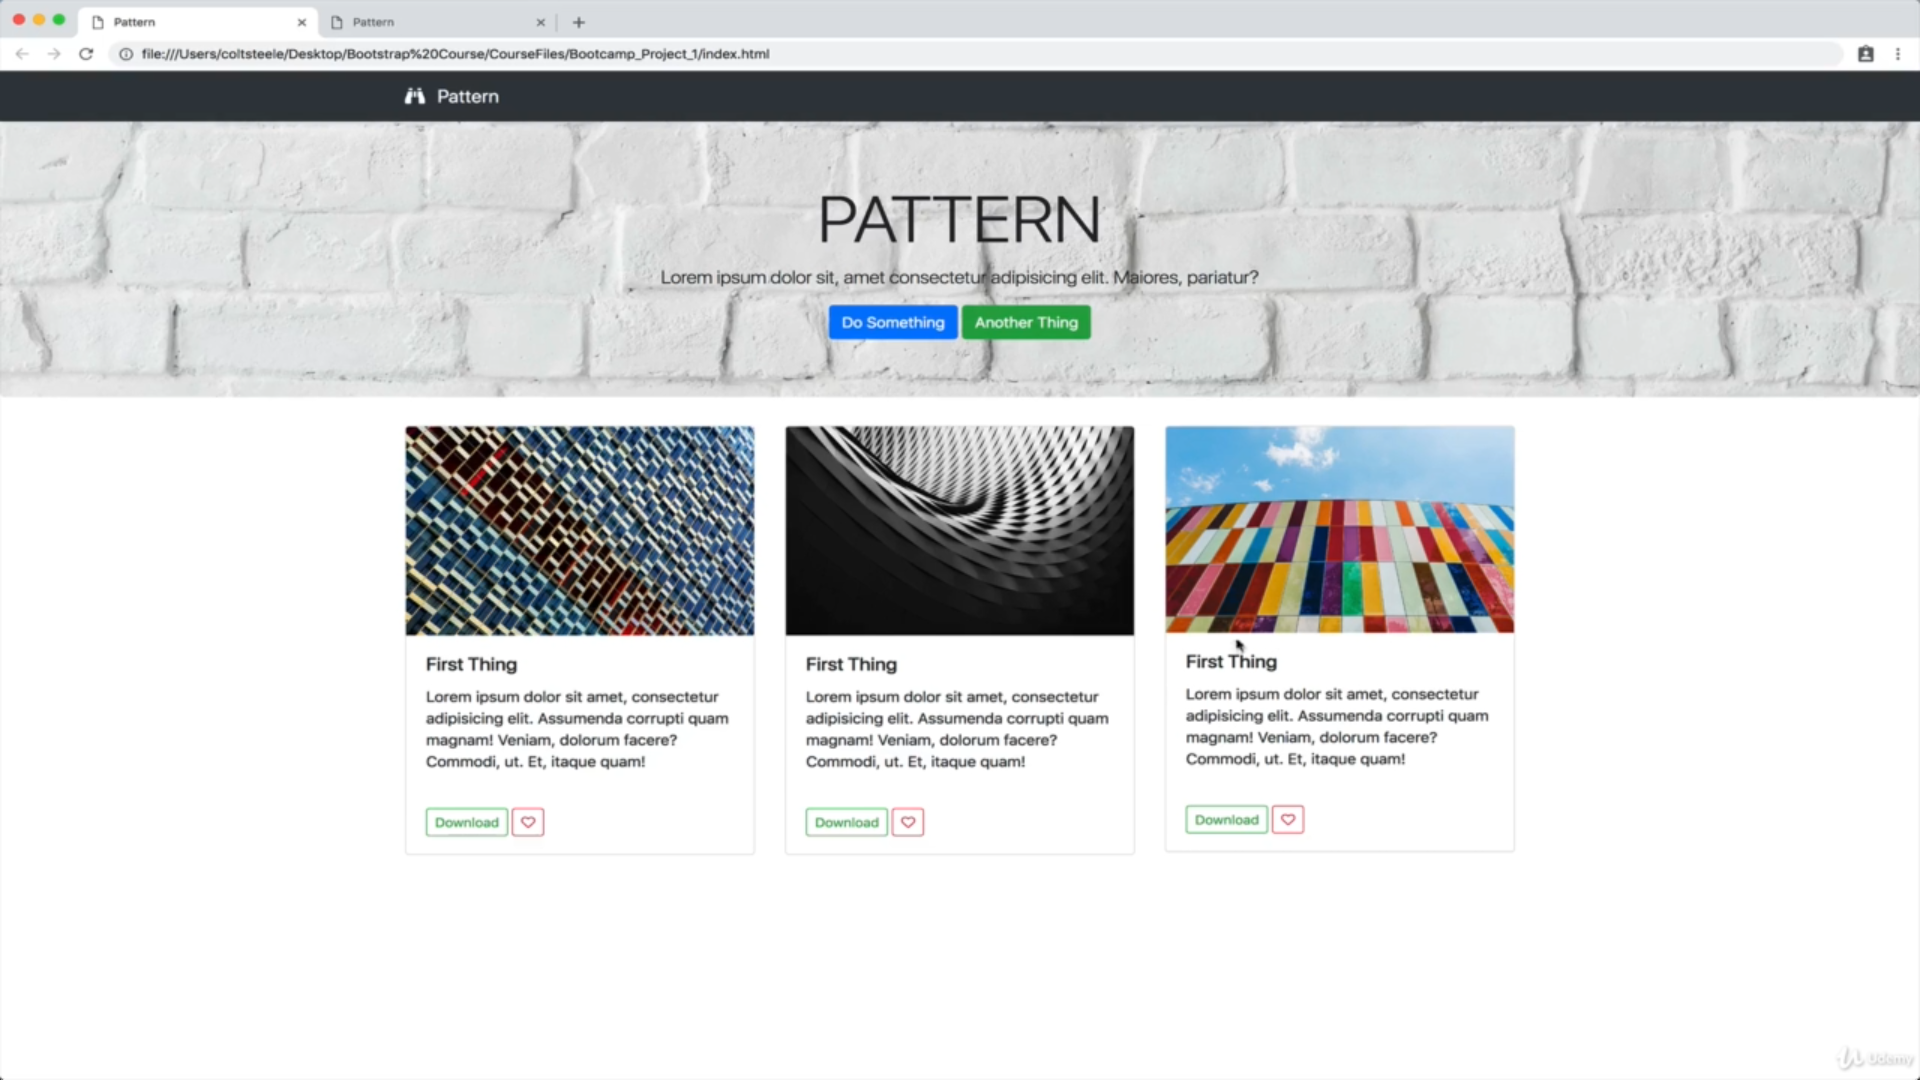 Pattern
Pattern
file:///Users/coltsteele/Desktop/Bootstrap%20Course/CourseFiles/Bootcamp_Project_1/index.html
Pattern
PATTERN
Lorem ipsum dolor sit, amet consectetur adipisicing elit. Maiores, pariatur?
Do Something
Another Thing
First Thing
Lorem ipsum dolor sit amet, consectetur
adipisicing elit. Assumenda corrupti quam
magnam! Veniam, dolorum facere?
Commodi, ut. Et, itaque quam!
Download
First Thing
Lorem ipsum dolor sit amet, consectetur
adipisicing elit. Assumenda corrupti quam
magnam! Veniam, dolorum facere?
Commodi, ut. Et, itaque quam!
Download
First Thing
Lorem ipsum dolor sit amet, consectetur
adipisicing elit. Assumenda corrupti quam
magnam! Veniam, dolorum facere?
Commodi, ut. Et, itaque quam!
Download
Udemy